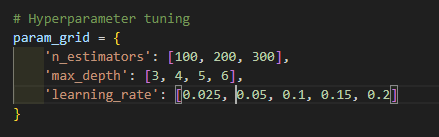 # Hyperparameter tuning
param_grid = {
    'n_estimators': [100, 200, 300],
    'max_depth': [3, 4, 5, 6],
    'learning_rate': [0.025, 0.05, 0.1, 0.15, 0.2]
}